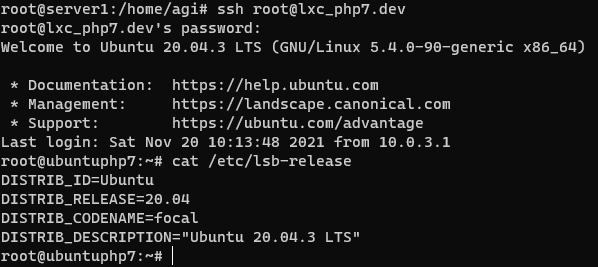 root@server1:/home/agi# ssh root@lxc_php7.dev
root@lxc_php7.dev's password:
Welcome to Ubuntu 20.04.3 LTS (GNU/Linux 5.4.0-90-generic x86_64)

 * Documentation:  https://help.ubuntu.com
 * Management:     https://landscape.canonical.com
 * Support:        https://ubuntu.com/advantage
Last login: Sat Nov 20 10:13:48 2021 from 10.0.3.1
root@ubuntuphp7:~# cat /etc/lsb-release
DISTRIB_ID=Ubuntu
DISTRIB_RELEASE=20.04
DISTRIB_CODENAME=focal
DISTRIB_DESCRIPTION="Ubuntu 20.04.3 LTS"
root@ubuntuphp7:~#